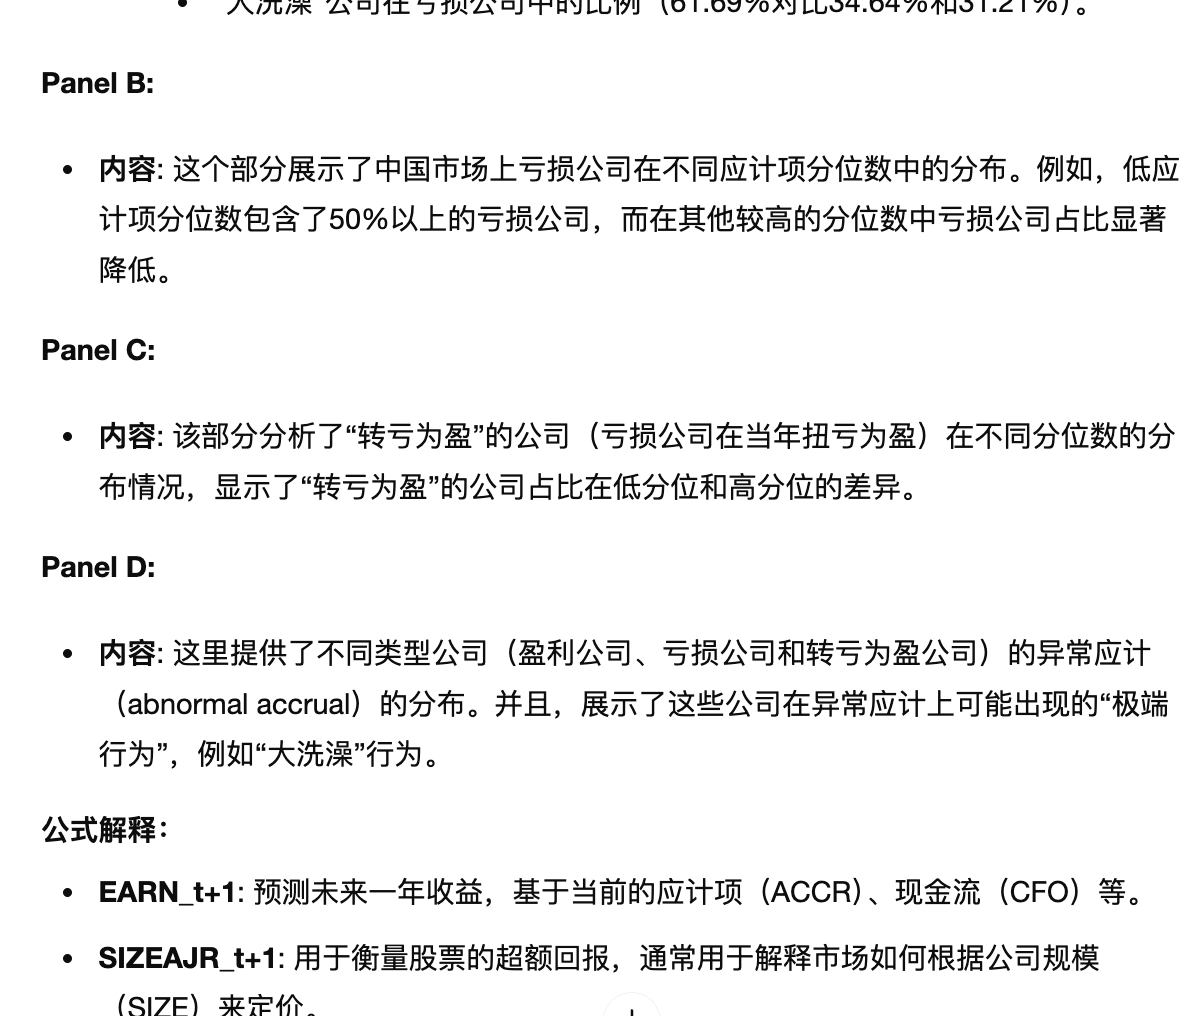 “大洗澡”公司在亏损公司中的比例（61.69%对比34.64%和31.21%）。
Panel B:
内容: 这个部分展示了中国市场上亏损公司在不同应计项分位数中的分布。例如，低应
计项分位数包含了50%以上的亏损公司，而在其他较高的分位数中亏损公司占比显著
降低。
Panel C:
内容: 该部分分析了“转亏为盈”的公司（亏损公司在当年扭亏为盈）在不同分位数的分
布情况，显示了“转亏为盈”的公司占比在低分位和高分位的差异。
Panel D:
内容: 这里提供了不同类型公司（盈利公司、亏损公司和转亏为盈公司）的异常应计
（abnormal accrual）的分布。并且，展示了这些公司在异常应计上可能出现的“极端
行为”，例如“大洗澡”行为。
公式解释：
EARN_t+1: 预测未来一年收益，基于当前的应计项（ACCR）、现金流（CFO）等。
SIZEAJR_t+1: 用于衡量股票的超额回报，通常用于解释市场如何根据公司规模
（SIZE）来定价。